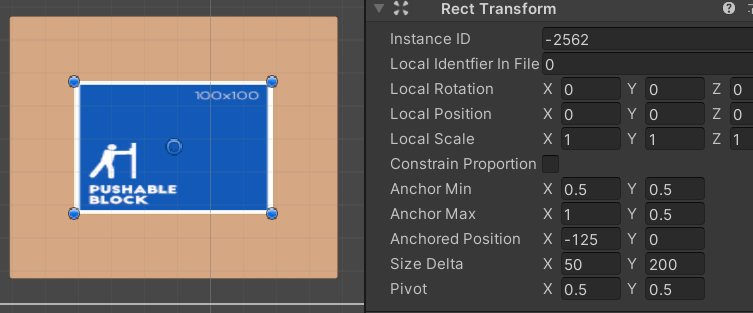 100x100
PUSHABLE
BLOCK
Rect Transform
Instance ID -2562
Local Identfier In File 0
Local Rotation X 0 Y 0 Z 0
Local Position X 0 Y 0 Z 0
Local Scale X 1 Y 1 Z 1
Constrain Proportion
Anchor Min X 0.5 Y 0.5
Anchor Max X 1 Y 0.5
Anchored Position X -125 Y 0
Size Delta X 50 Y 200
Pivot X 0.5 Y 0.5